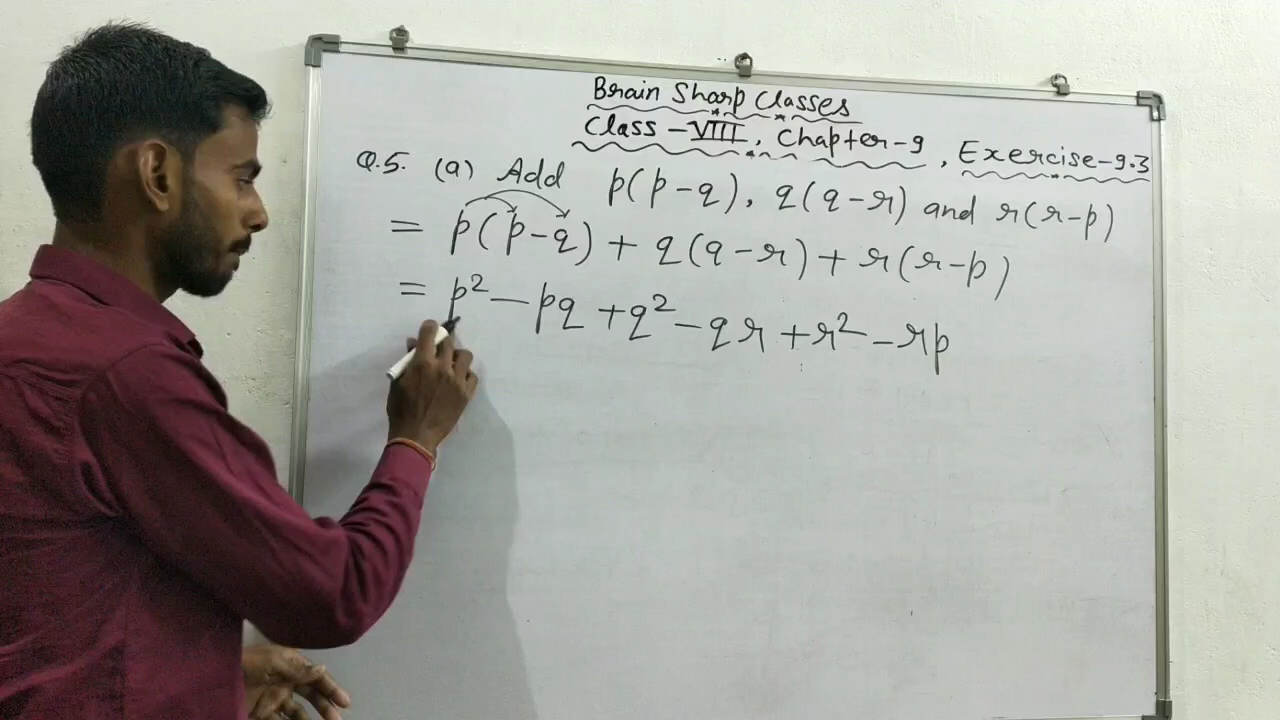 Brain Sharp Classes
Class-VIII, Chapter-9, Exercise-9.3
Q.5. (a) Add p(p-q), q(q-r) and r(r-p)
= p(p-q) + q(q-r) + r(r-p)
= p² - pq + q² - qr + r² - rp